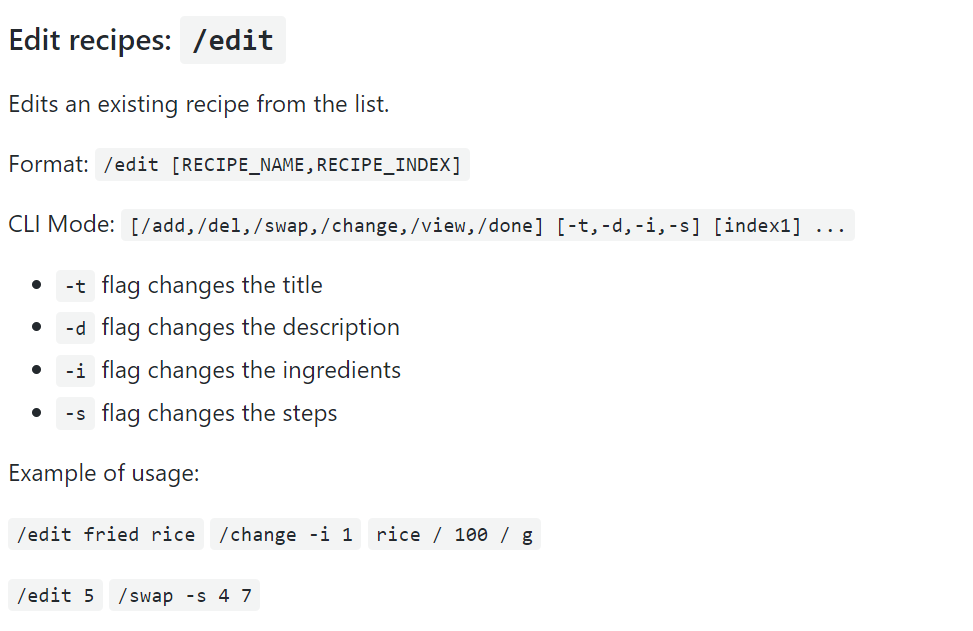 Edit recipes: /edit
Edits an existing recipe from the list.
Format: /edit [RECIPE_NAME,RECIPE_INDEX]
CLI Mode: [/add,/del,/swap,/change,/view,/done] [-t,-d,-i,-s] [index1] ...
-t flag changes the title
-d flag changes the description
-i flag changes the ingredients
-s flag changes the steps
Example of usage:
/edit fried rice /change -i 1 rice / 100 / g
/edit 5 /swap -s 4 7